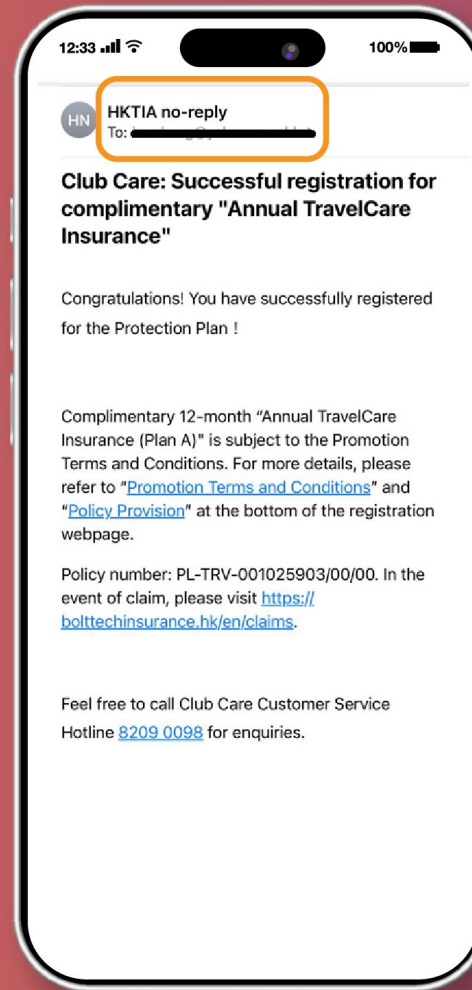 12:33
100%
HN
HKTIA no-reply
To:
Club Care: Successful registration for
complimentary "Annual TravelCare
Insurance"
Congratulations! You have successfully registered
for the Protection Plan !
Complimentary 12-month “Annual TravelCare
Insurance (Plan A)" is subject to the Promotion
Terms and Conditions. For more details, please
refer to “Promotion Terms and Conditions” and
“Policy Provision” at the bottom of the registration
webpage.
Policy number: PL-TRV-001025903/00/00. In the
event of claim, please visit https://
bolttechinsurance.hk/en/claims.
Feel free to call Club Care Customer Service
Hotline 8209 0098 for enquiries.